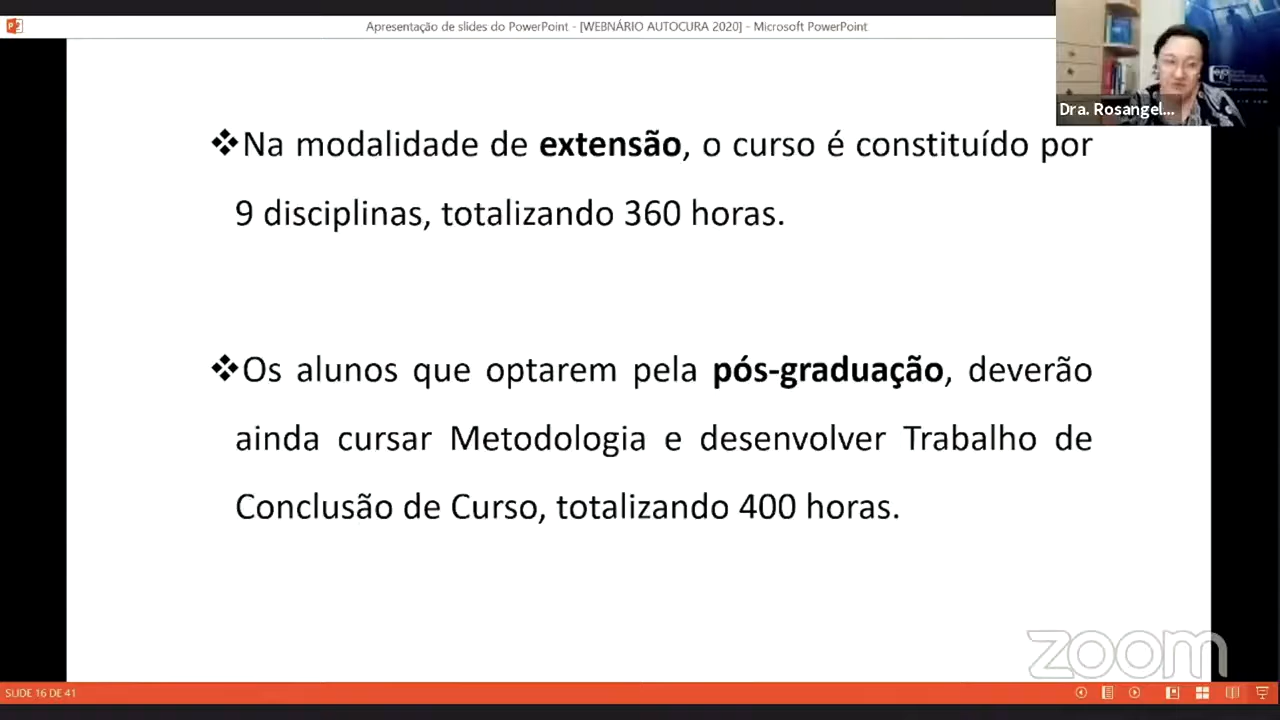 Apresentação de slides do PowerPoint - [WEBNÁRIO AUTOCURA 2020] - Microsoft PowerPoint
Dra. Rosangel...
❖Na modalidade de extensão, o curso é constituído por
9 disciplinas, totalizando 360 horas.
❖Os alunos que optarem pela pós-graduação, deverão
ainda cursar Metodologia e desenvolver Trabalho de
Conclusão de Curso, totalizando 400 horas.
zoom
SLIDE 16 DE 41